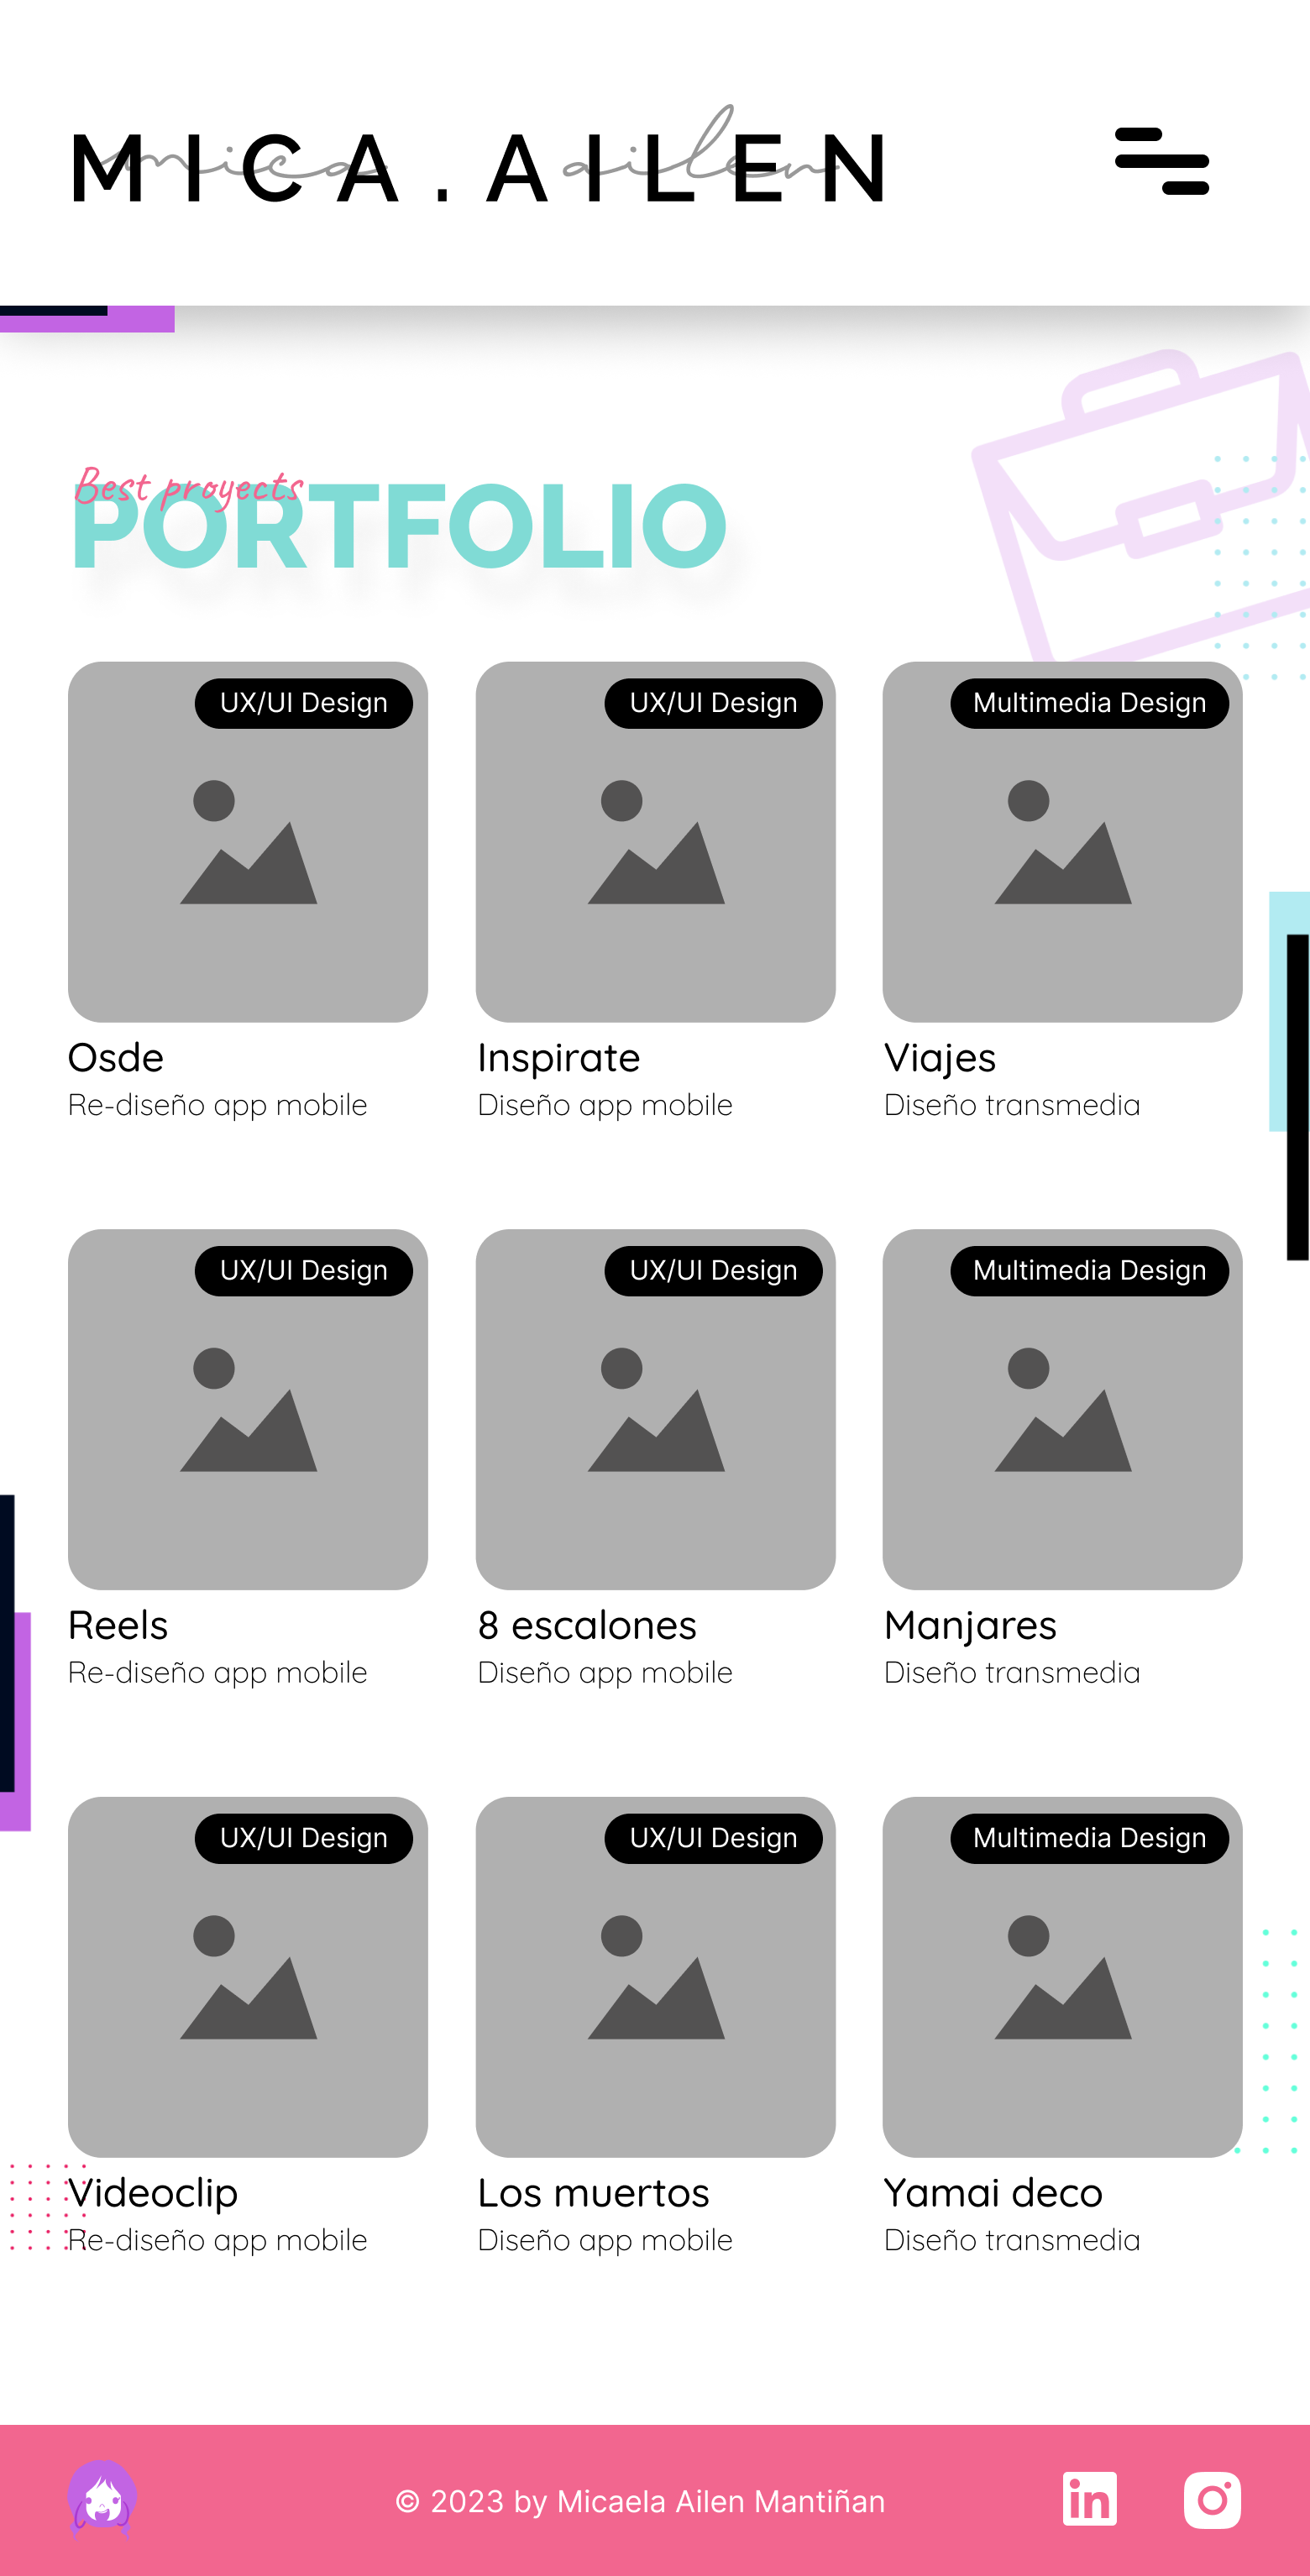 MICA.AILEN
mica ailen
Best proyects
PORTFOLIO
UX/UI Design
UX/UI Design
Multimedia Design
Osde
Inspirate
Viajes
Re-diseño app mobile
Diseño app mobile
Diseño transmedia
UX/UI Design
UX/UI Design
Multimedia Design
Reels
8 escalones
Manjares
Re-diseño app mobile
Diseño app mobile
Diseño transmedia
UX/UI Design
UX/UI Design
Multimedia Design
Videoclip
Los muertos
Yamai deco
Re-diseño app mobile
Diseño app mobile
Diseño transmedia
© 2023 by Micaela Ailen Mantiñan
in